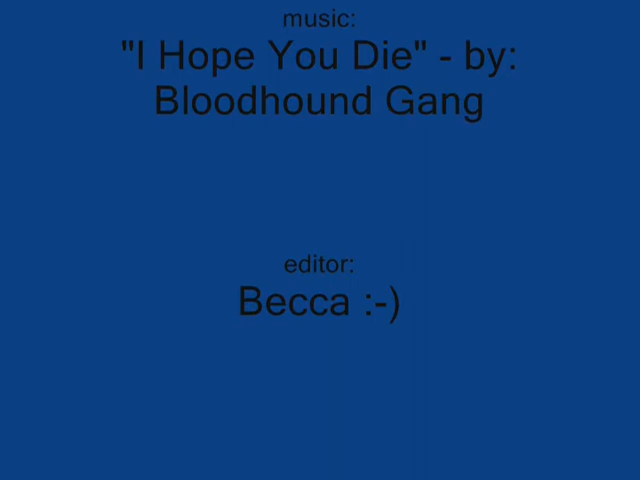 music:
"I Hope You Die" - by:
Bloodhound Gang
editor:
Becca :-)